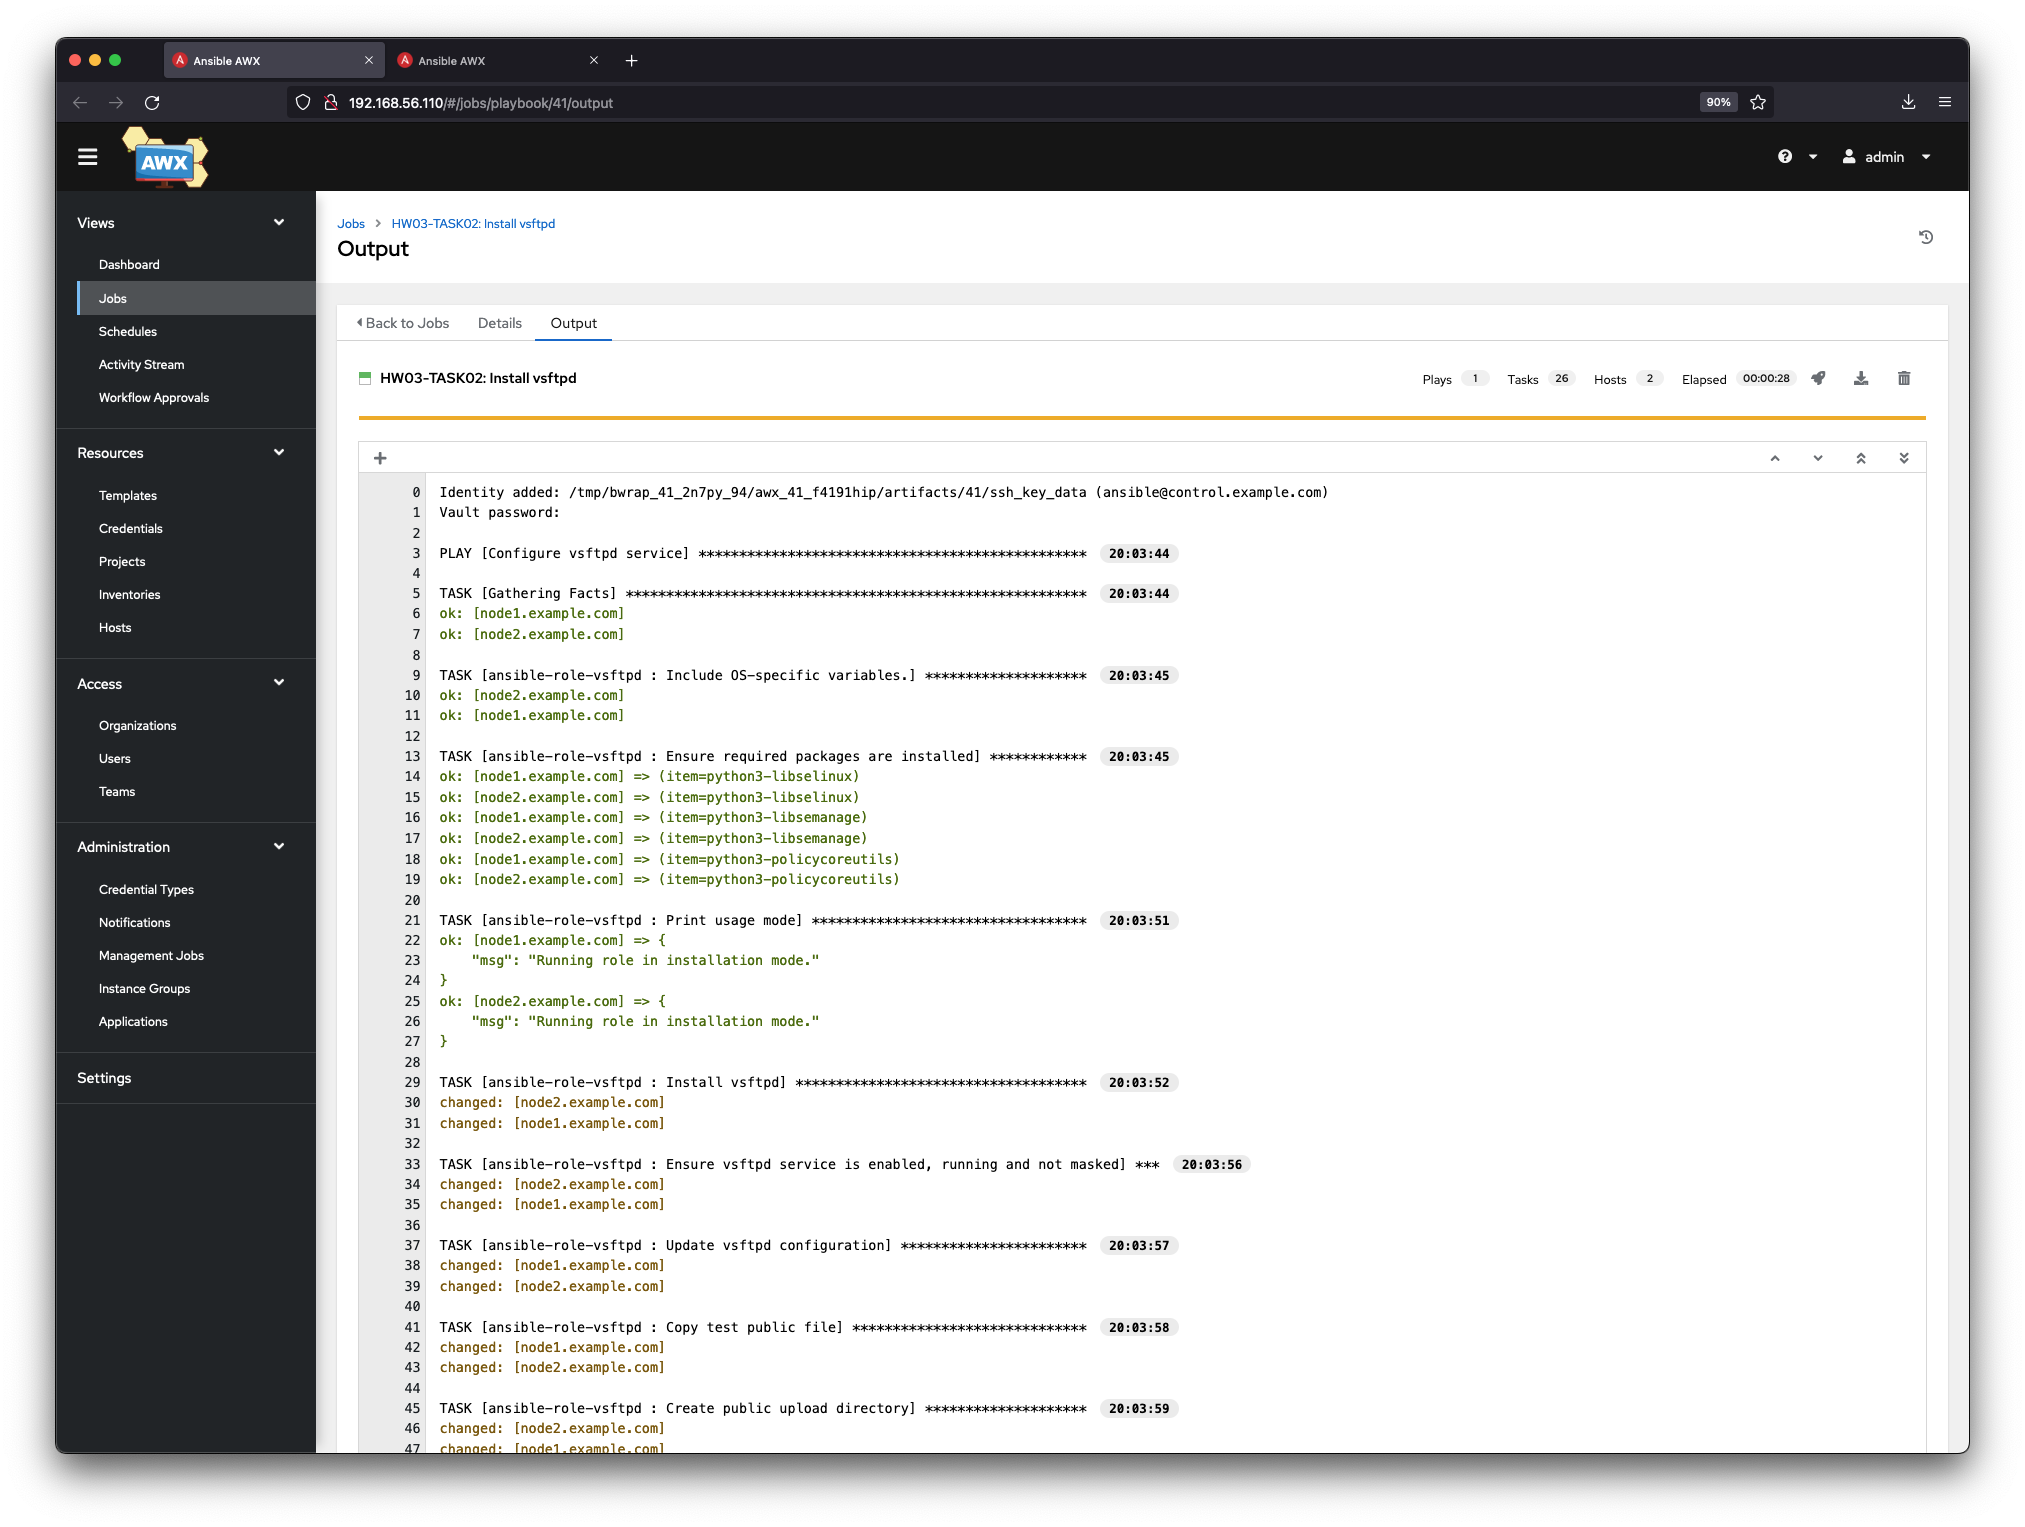 Ansible AWX
Ansible AWX
192.168.56.110/#/jobs/playbook/41/output
90%
AWX
admin
Views
Dashboard
Jobs
Schedules
Activity Stream
Workflow Approvals
Resources
Templates
Credentials
Projects
Inventories
Hosts
Access
Organizations
Users
Teams
Administration
Credential Types
Notifications
Management Jobs
Instance Groups
Applications
Settings
Jobs > HW03-TASK02: Install vsftpd
Output
Back to Jobs Details Output
HW03-TASK02: Install vsftpd
Plays 1 Tasks 26 Hosts 2 Elapsed 00:00:28
0 Identity added: /tmp/bwrap_41_2n7py_94/awx_41_f4191hip/artifacts/41/ssh_key_data (ansible@control.example.com)
1 Vault password:
2
3 PLAY [Configure vsftpd service] ************************************************ 20:03:44
4
5 TASK [Gathering Facts] ********************************************************* 20:03:44
6 ok: [node1.example.com]
7 ok: [node2.example.com]
8
9 TASK [ansible-role-vsftpd : Include OS-specific variables.] ******************** 20:03:45
10 ok: [node2.example.com]
11 ok: [node1.example.com]
12
13 TASK [ansible-role-vsftpd : Ensure required packages are installed] ************ 20:03:45
14 ok: [node1.example.com] => (item=python3-libselinux)
15 ok: [node2.example.com] => (item=python3-libselinux)
16 ok: [node1.example.com] => (item=python3-libsemanage)
17 ok: [node2.example.com] => (item=python3-libsemanage)
18 ok: [node1.example.com] => (item=python3-policycoreutils)
19 ok: [node2.example.com] => (item=python3-policycoreutils)
20
21 TASK [ansible-role-vsftpd : Print usage mode] ********************************** 20:03:51
22 ok: [node1.example.com] => {
23 "msg": "Running role in installation mode."
24 }
25 ok: [node2.example.com] => {
26 "msg": "Running role in installation mode."
27 }
28
29 TASK [ansible-role-vsftpd : Install vsftpd] ************************************ 20:03:52
30 changed: [node2.example.com]
31 changed: [node1.example.com]
32
33 TASK [ansible-role-vsftpd : Ensure vsftpd service is enabled, running and not masked] *** 20:03:56
34 changed: [node2.example.com]
35 changed: [node1.example.com]
36
37 TASK [ansible-role-vsftpd : Update vsftpd configuration] *********************** 20:03:57
38 changed: [node1.example.com]
39 changed: [node2.example.com]
40
41 TASK [ansible-role-vsftpd : Copy test public file] ***************************** 20:03:58
42 changed: [node1.example.com]
43 changed: [node2.example.com]
44
45 TASK [ansible-role-vsftpd : Create public upload directory] ******************** 20:03:59
46 changed: [node2.example.com]
47 changed: [node1.example.com]